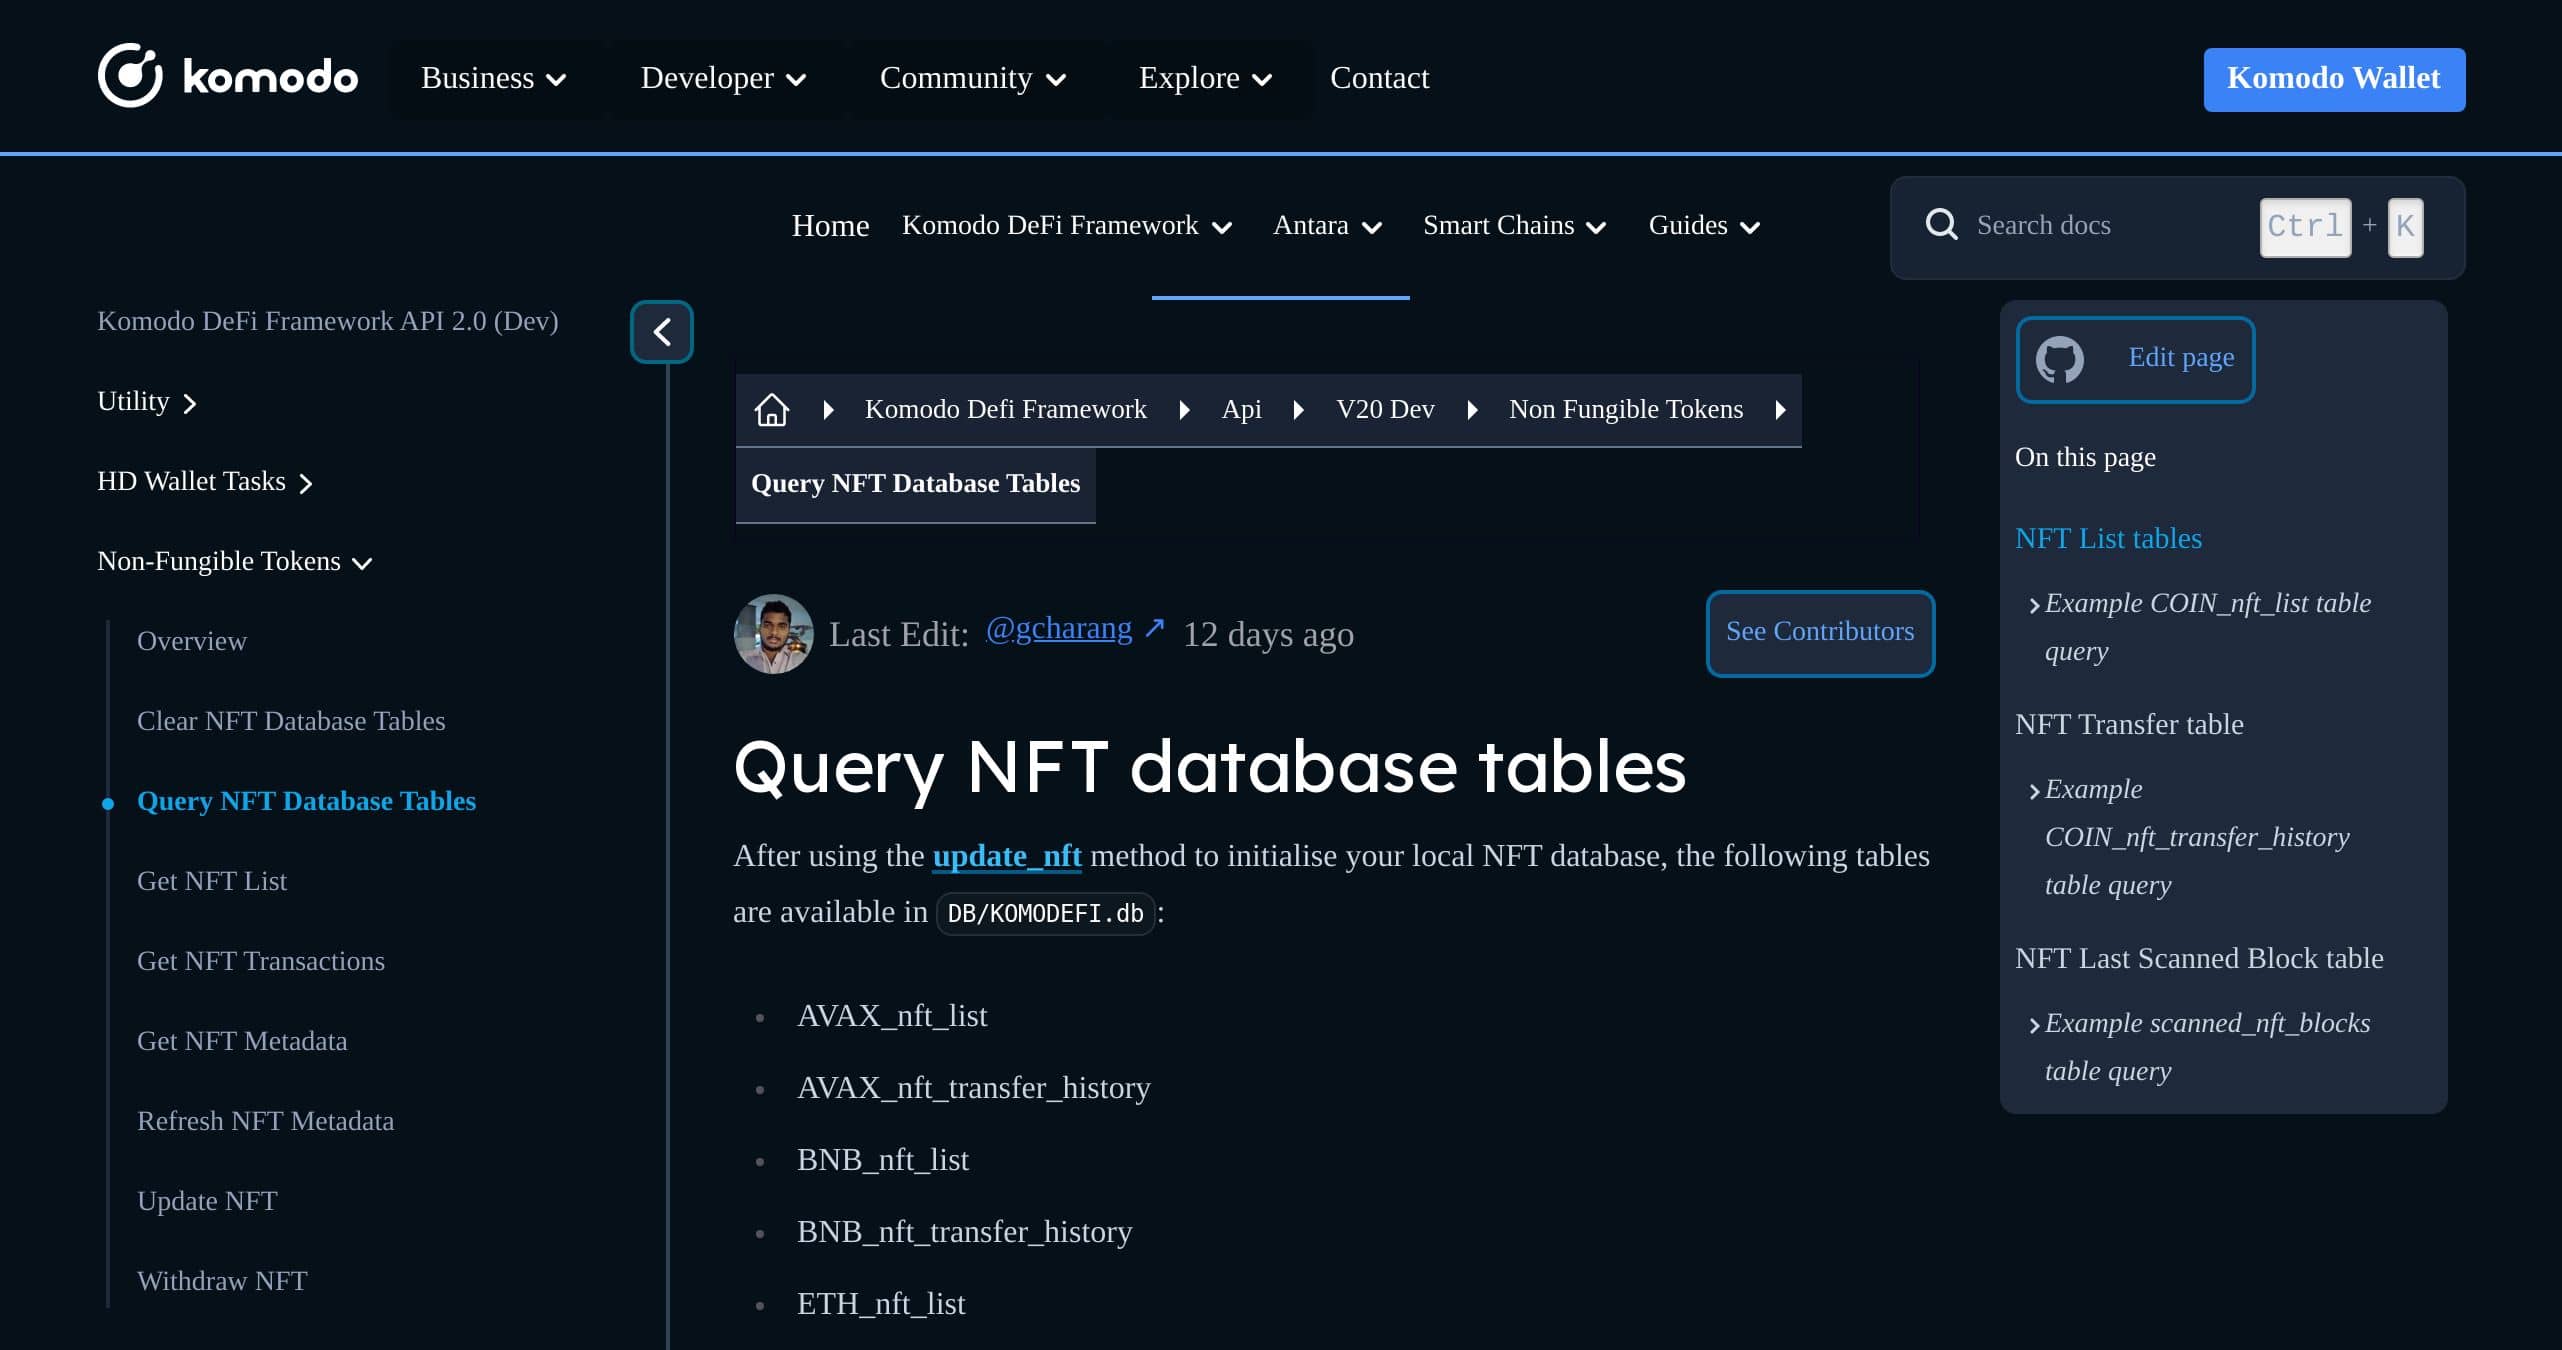 komodo
Business
Developer
Community
Explore
Contact
Komodo Wallet
Home
Komodo DeFi Framework
Antara
Smart Chains
Guides
Search docs
Ctrl + K
Komodo DeFi Framework API 2.0 (Dev)
Utility
HD Wallet Tasks
Non-Fungible Tokens
Overview
Clear NFT Database Tables
Query NFT Database Tables
Get NFT List
Get NFT Transactions
Get NFT Metadata
Refresh NFT Metadata
Update NFT
Withdraw NFT
Komodo Defi Framework
Api
V20 Dev
Non Fungible Tokens
Query NFT Database Tables
Last Edit: @gcharang ↗ 12 days ago
See Contributors
Query NFT database tables
After using the update_nft method to initialise your local NFT database, the following tables
are available in DB/KOMODEFI.db:
AVAX_nft_list
AVAX_nft_transfer_history
BNB_nft_list
BNB_nft_transfer_history
ETH_nft_list
Edit page
On this page
NFT List tables
Example COIN_nft_list table
query
NFT Transfer table
Example
COIN_nft_transfer_history
table query
NFT Last Scanned Block table
Example scanned_nft_blocks
table query